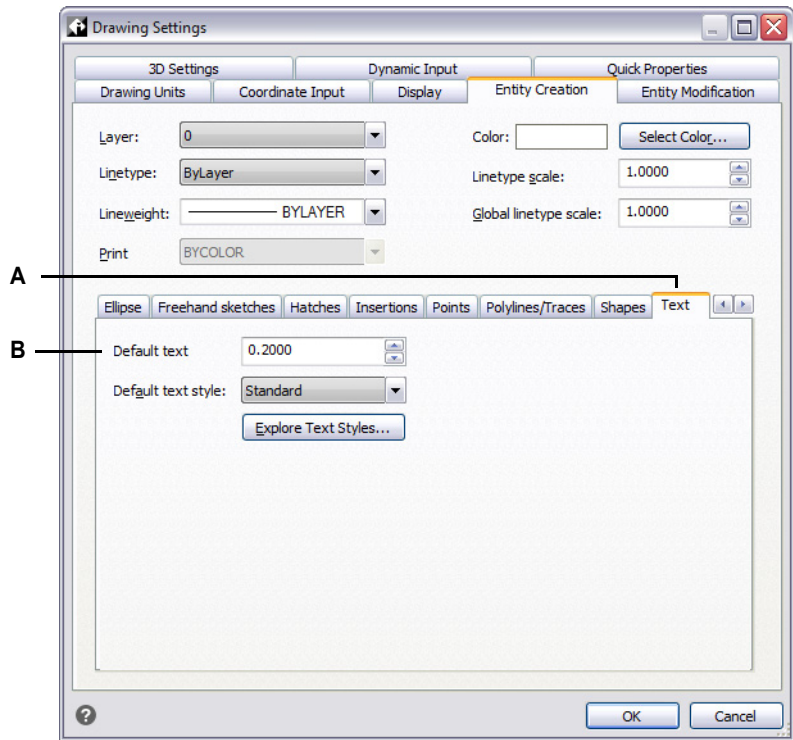 Drawing Settings
3D Settings Dynamic Input Quick Properties
Drawing Units Coordinate Input Display Entity Creation Entity Modification
Layer: 0 Color: Select Color...
Linetype: ByLayer Linetype scale: 1.0000
Lineweight: BYLAYER Global linetype scale: 1.0000
Print BYCOLOR
A
Ellipse Freehand sketches Hatches Insertions Points Polylines/Traces Shapes Text
B Default text 0.2000
Default text style: Standard
Explore Text Styles...
? OK Cancel